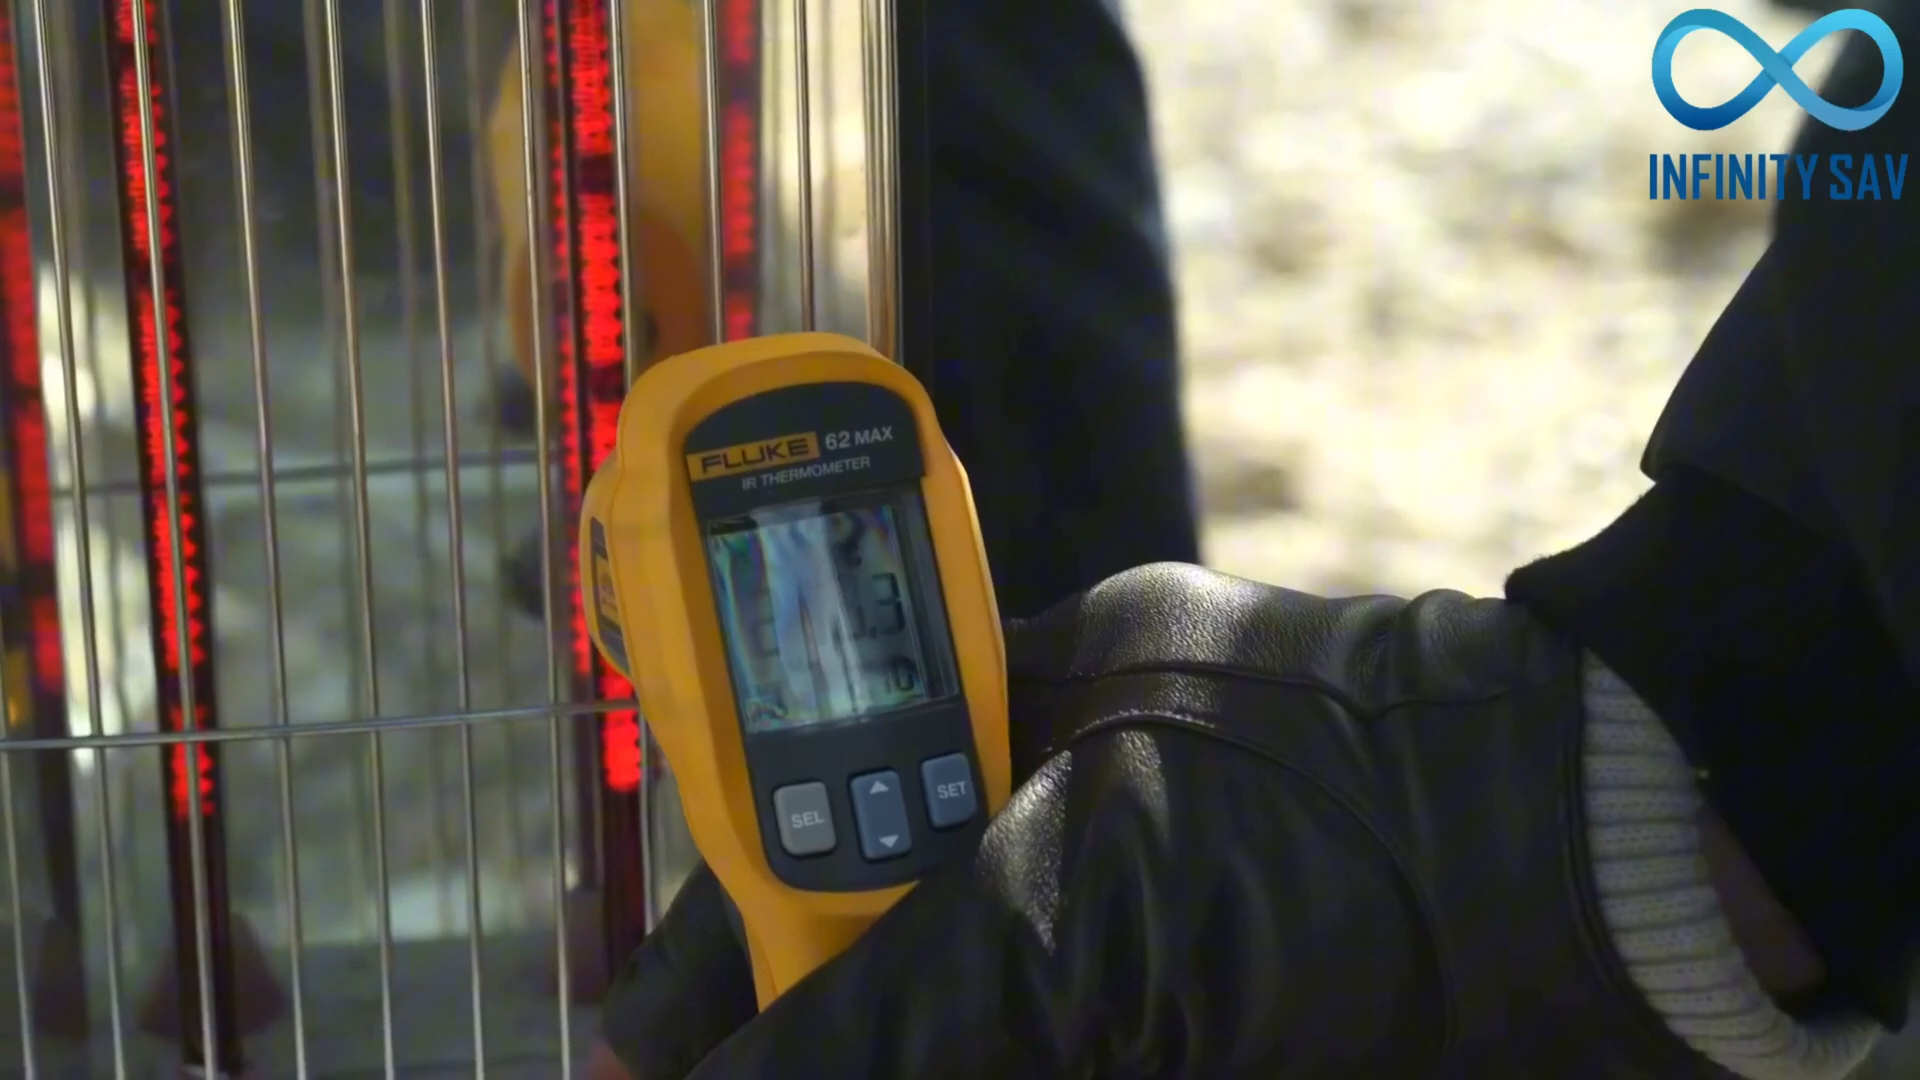 INFINITY SAV
FLUKE 62 MAX
IR THERMOMETER
SEL
SET